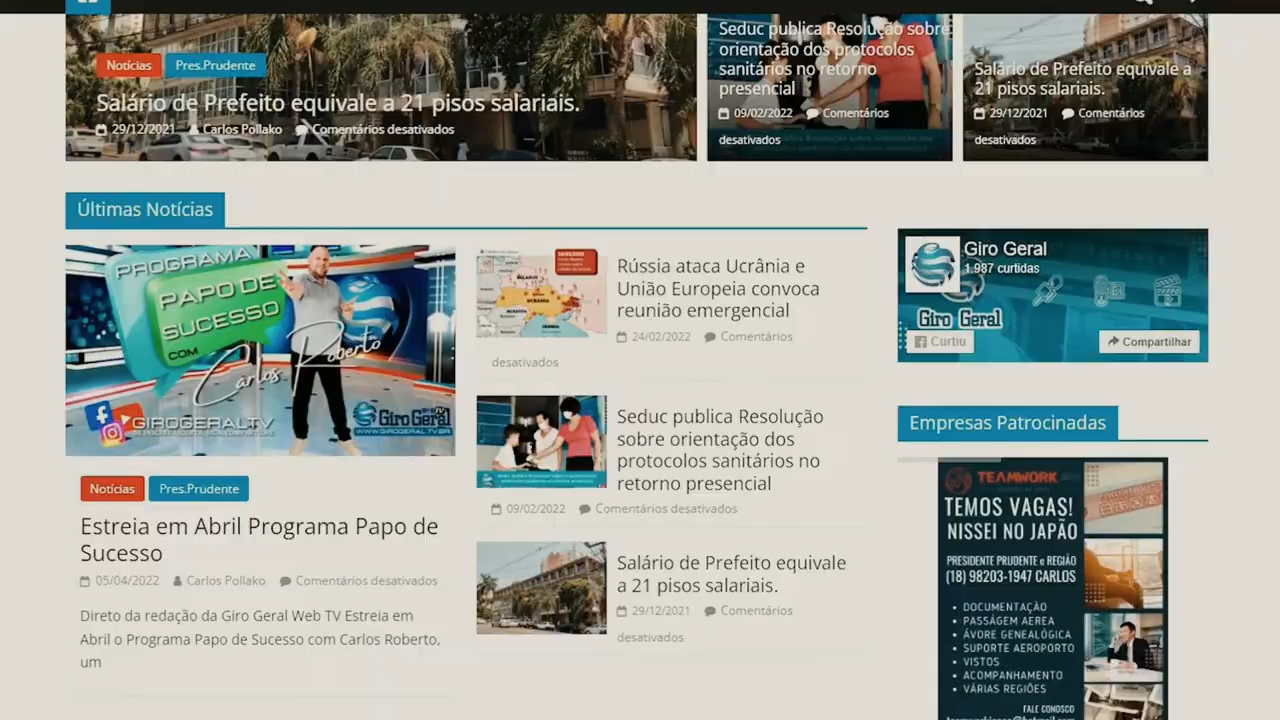 Notícias
Pres.Prudente
Salário de Prefeito equivale a 21 pisos salariais.
29/12/2021 Carlos Pollako Comentários desativados
Seduc publica Resolução sobre
orientação dos protocolos
sanitários no retorno
presencial
09/02/2022 Comentários
desativados
Salário de Prefeito equivale a
21 pisos salariais.
29/12/2021 Comentários
desativados
Últimas Notícias
PROGRAMA
PAPO DE
SUCESSO
COM
Carlos Roberto
GIROGERALTV
Giro Geral
Notícias
Pres.Prudente
Estreia em Abril Programa Papo de
Sucesso
05/04/2022 Carlos Pollako Comentários desativados
Direto da redação da Giro Geral Web TV Estreia em
Abril o Programa Papo de Sucesso com Carlos Roberto,
um
UCRÂNIA
Rússia ataca Ucrânia e
União Europeia convoca
reunião emergencial
24/02/2022 Comentários
desativados
Seduc publica Resolução
sobre orientação dos
protocolos sanitários no
retorno presencial
09/02/2022 Comentários desativados
Salário de Prefeito equivale
a 21 pisos salariais.
29/12/2021 Comentários
desativados
Giro Geral
1.987 curtidas
Giro Geral
Curtiu
Compartilhar
Empresas Patrocinadas
TEAMWORK
TEMOS VAGAS!
NISSEI NO JAPÃO
PRESIDENTE PRUDENTE e REGIÃO
(18) 98203-1947 CARLOS
• DOCUMENTAÇÃO
• PASSÁGEM AEREA
• ÁVORE GENEALÓGICA
• SUPORTE AEROPORTO
• VISTOS
• ACOMPANHAMENTO
• VÁRIAS REGIÕES
FALE CONOSCO